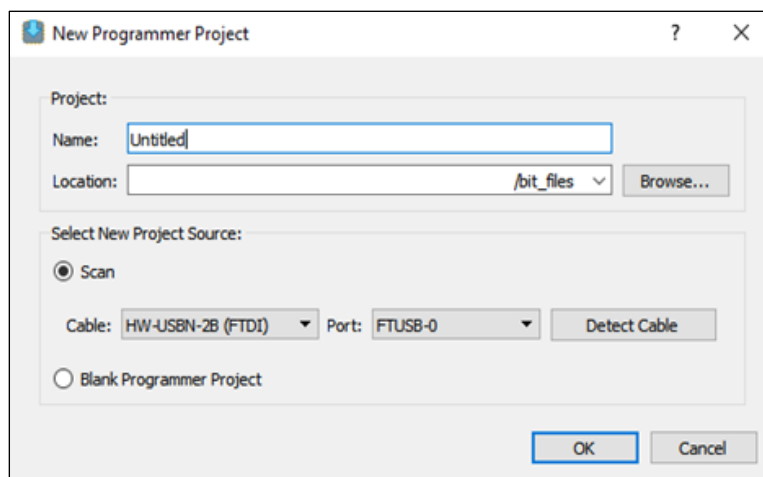 New Programmer Project ?
Project:
Name: Untitled
Location: /bit_files Browse...
Select New Project Source:
Scan
Cable: HW-USBN-2B (FTDI) Port: FTUSB-0 Detect Cable
Blank Programmer Project
OK Cancel